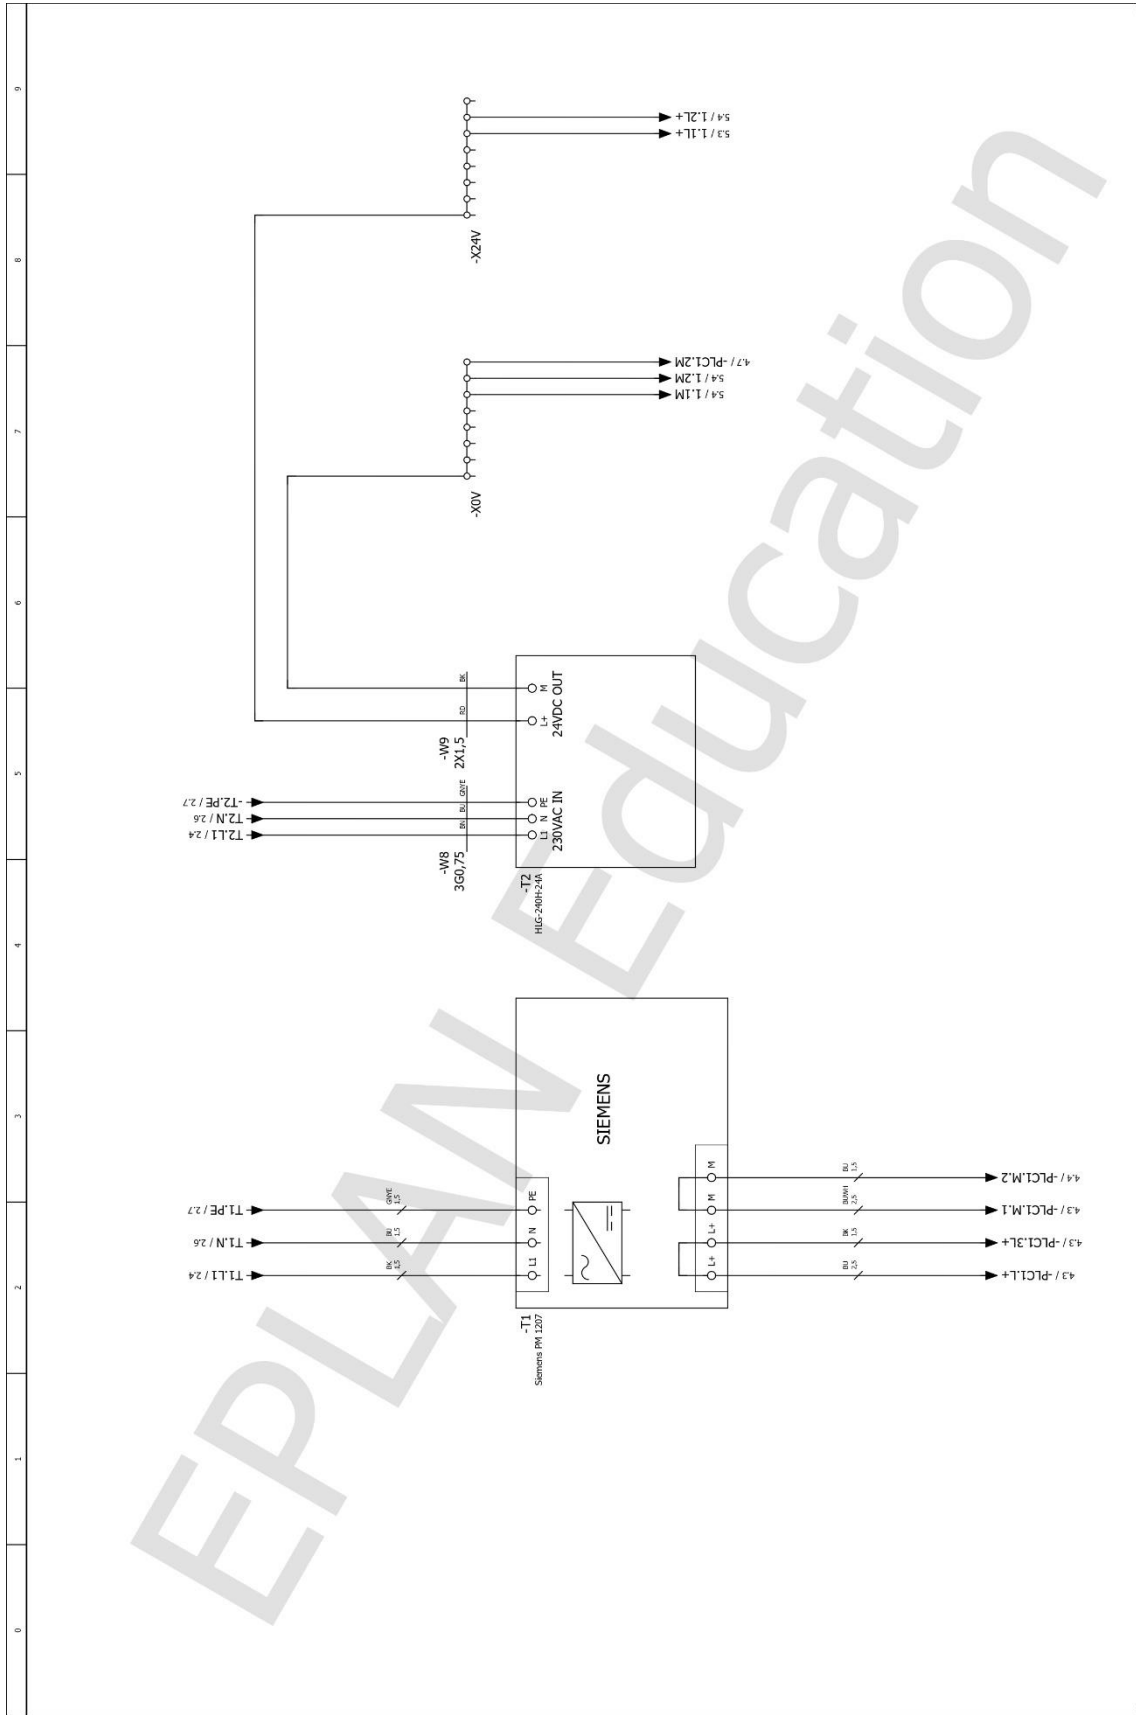 0
1
2
3
4
5
6
7
8
9
T1.L1 / 2.4
T1.N / 2.6
T1.PE / 2.7
BK
1,5
BU
1,5
GNYE
1,5
-T1
Siemens PM 1207
L1
N
PE
SIEMENS
L+
L+
M
M
BU
2,5
BK
1,5
BUWH
2,5
BU
1,5
4.3 / -PLC1.L+
4.3 / -PLC1.3L+
4.3 / -PLC1.M.1
4.4 / -PLC1.M.2
T2.L1 / 2.4
T2.N / 2.6
-T2.PE / 2.7
-W8
3G0,75
BN
BU
GNYE
-W9
2X1,5
RD
BK
-T2
HLG-240H-24A
L1
N
PE
230VAC IN
L+
M
24VDC OUT
-X0V
5.4 / 1.1M
5.4 / 1.2M
4.7 / -PLC1.2M
-X24V
5.3 / 1.1L+
5.4 / 1.2L+
EPLAN Education